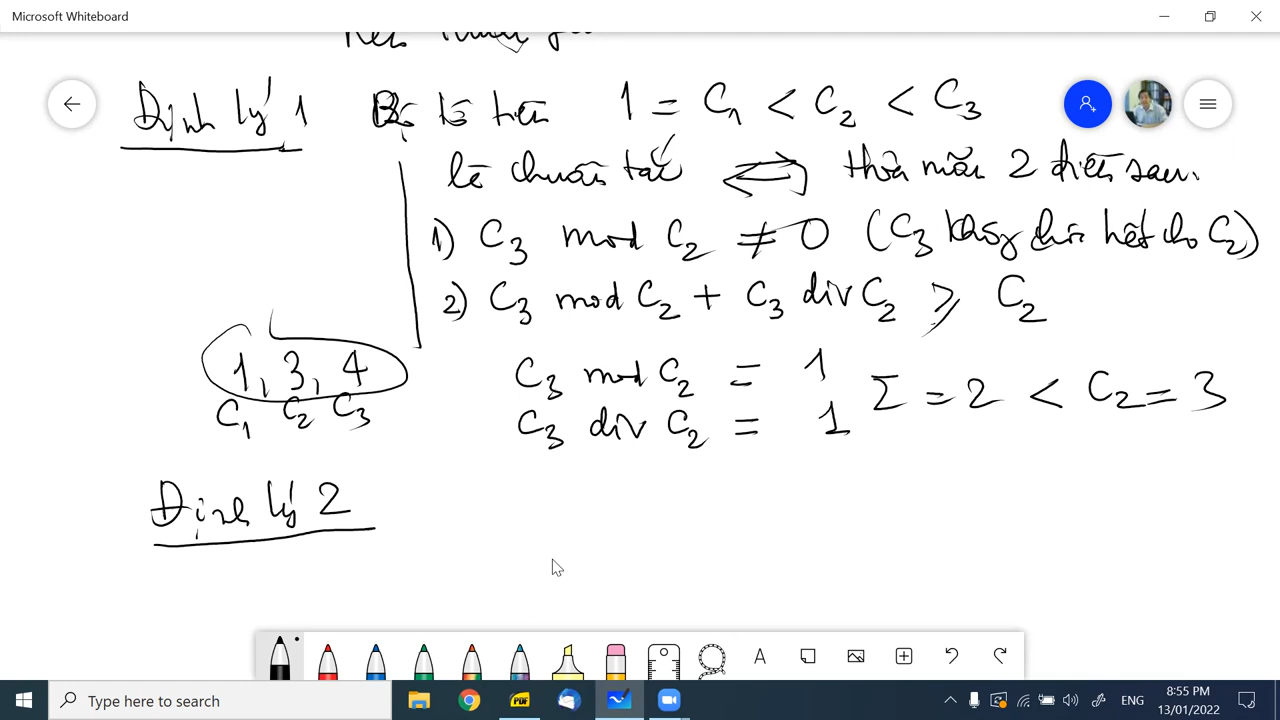 Microsoft Whiteboard
Định lý 1 Bộ tờ tiền 1 = C1 < C2 < C3
là chuẩn tắc ⟺ thỏa mãn 2 điều sau.
1) C3 mod C2 ≠ 0 (C3 không chia hết cho C2)
2) C3 mod C2 + C3 div C2 ⩾ C2
1, 3, 4
C1 C2 C3
C3 mod C2 = 1
C3 div C2 = 1
Σ = 2 < C2 = 3
Định lý 2
A
Type here to search
PDF
ENG
8:55 PM
13/01/2022